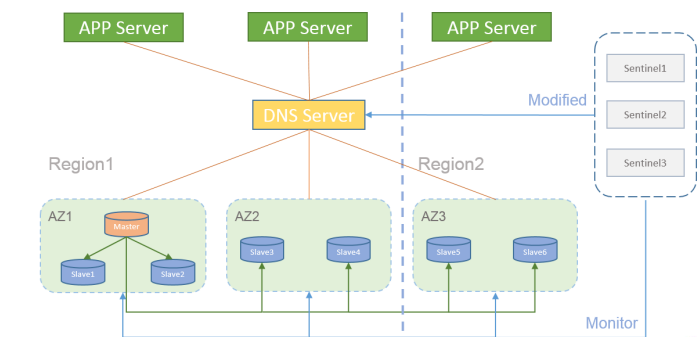 APP Server
APP Server
APP Server
Sentinel1
Modified
DNS Server
Sentinel2
Region1
Region2
Sentinel3
AZ1
AZ2
AZ3
Master
Slave3
Slave4
Slave5
Slave6
Slave1
Slave2
Monitor